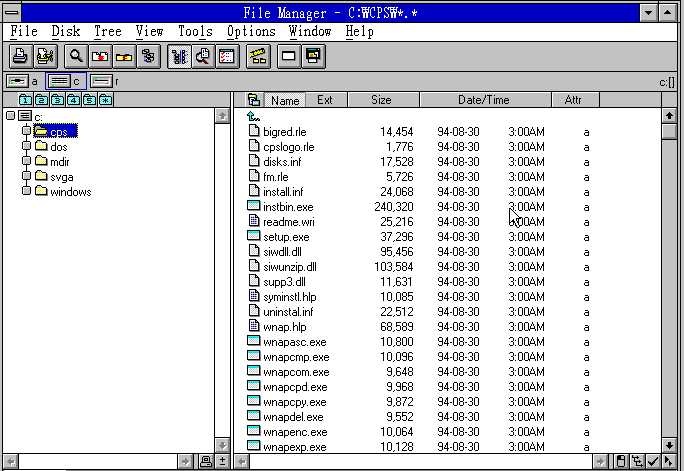 File Manager - C:₩CPS₩*.*
File Disk Tree View Tools Options Window Help
a c r c:[]
1 2 3 4 5 *
Name Ext Size Date/Time Attr
c:
cps
dos
mdir
svga
windows
bigred.rle 14,454 94-08-30 3:00AM a
cpslogo.rle 1,776 94-08-30 3:00AM a
disks.inf 17,528 94-08-30 3:00AM a
fm.rle 5,726 94-08-30 3:00AM a
install.inf 24,068 94-08-30 3:00AM a
instbin.exe 240,320 94-08-30 3:00AM a
readme.wri 25,216 94-08-30 3:00AM a
setup.exe 37,296 94-08-30 3:00AM a
siwdll.dll 95,456 94-08-30 3:00AM a
siwunzip.dll 103,584 94-08-30 3:00AM a
supp3.dll 11,631 94-08-30 3:00AM a
syminstl.hlp 10,085 94-08-30 3:00AM a
uninstal.inf 22,512 94-08-30 3:00AM a
wnap.hlp 68,589 94-08-30 3:00AM a
wnapasc.exe 10,800 94-08-30 3:00AM a
wnapcmp.exe 10,096 94-08-30 3:00AM a
wnapcom.exe 9,648 94-08-30 3:00AM a
wnapcpd.exe 9,968 94-08-30 3:00AM a
wnapcpy.exe 9,872 94-08-30 3:00AM a
wnapdel.exe 9,552 94-08-30 3:00AM a
wnapenc.exe 10,064 94-08-30 3:00AM a
wnapexp.exe 10,128 94-08-30 3:00AM a